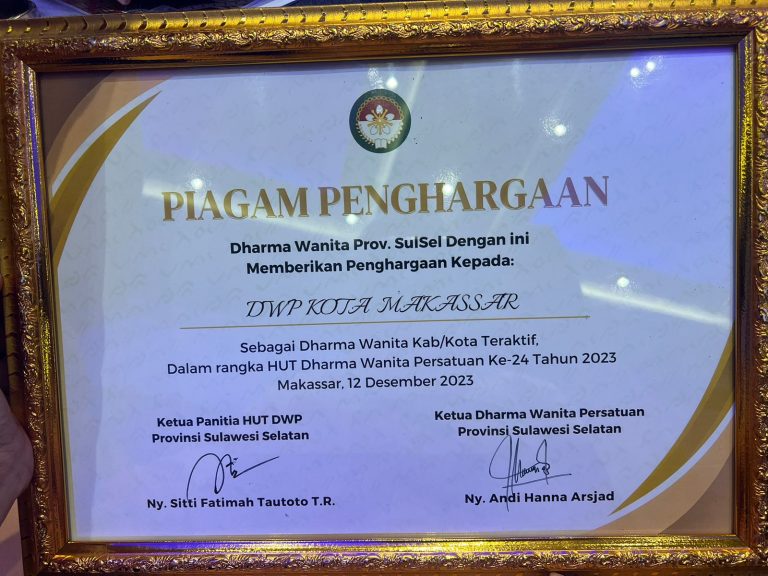 PIAGAM PENGHARGAAN
Dharma Wanita Prov. SulSel Dengan ini
Memberikan Penghargaan Kepada:
DWP KOTA MAKASSAR
Sebagai Dharma Wanita Kab/Kota Teraktif,
Dalam rangka HUT Dharma Wanita Persatuan Ke-24 Tahun 2023
Makassar, 12 Desember 2023
Ketua Panitia HUT DWP
Provinsi Sulawesi Selatan
Ny. Sitti Fatimah Tautoto T.R.
Ketua Dharma Wanita Persatuan
Provinsi Sulawesi Selatan
Ny. Andi Hanna Arsjad